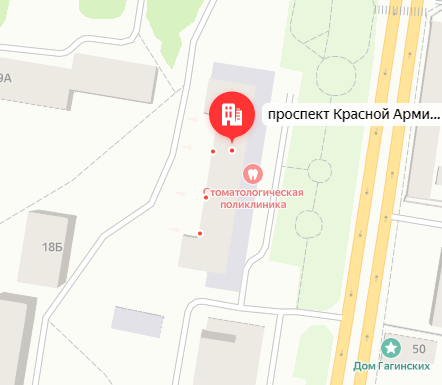 9А
проспект Красной Арми...
Стоматологическая
поликлиника
18Б
50
Дом Гагинских